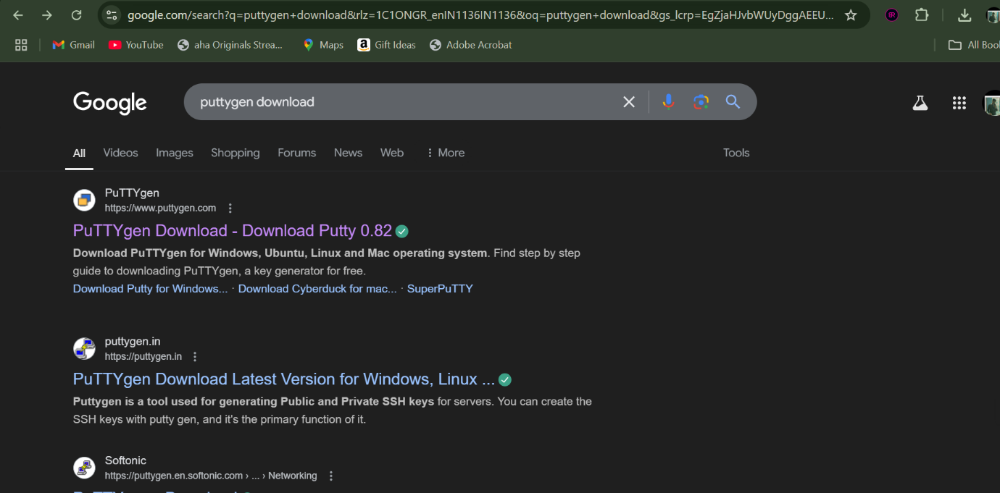 google.com/search?q=puttygen+download&rlz=1C1ONGR_enIN1136IN1136&oq=puttygen+download&gs_lcrp=EgZjaHJvbWUyDggAEEU...
Gmail YouTube aha Originals Strea... Maps Gift Ideas Adobe Acrobat All Book
Google puttygen download
All Videos Images Shopping Forums News Web More Tools
PuTTYgen
https://www.puttygen.com
PuTTYgen Download - Download Putty 0.82
Download PuTTYgen for Windows, Ubuntu, Linux and Mac operating system. Find step by step
guide to downloading PuTTYgen, a key generator for free.
Download Putty for Windows... · Download Cyberduck for mac... · SuperPuTTY
puttygen.in
https://puttygen.in
PuTTYgen Download Latest Version for Windows, Linux ...
Puttygen is a tool used for generating Public and Private SSH keys for servers. You can create the
SSH keys with putty gen, and it's the primary function of it.
Softonic
https://puttygen.en.softonic.com › ... › Networking